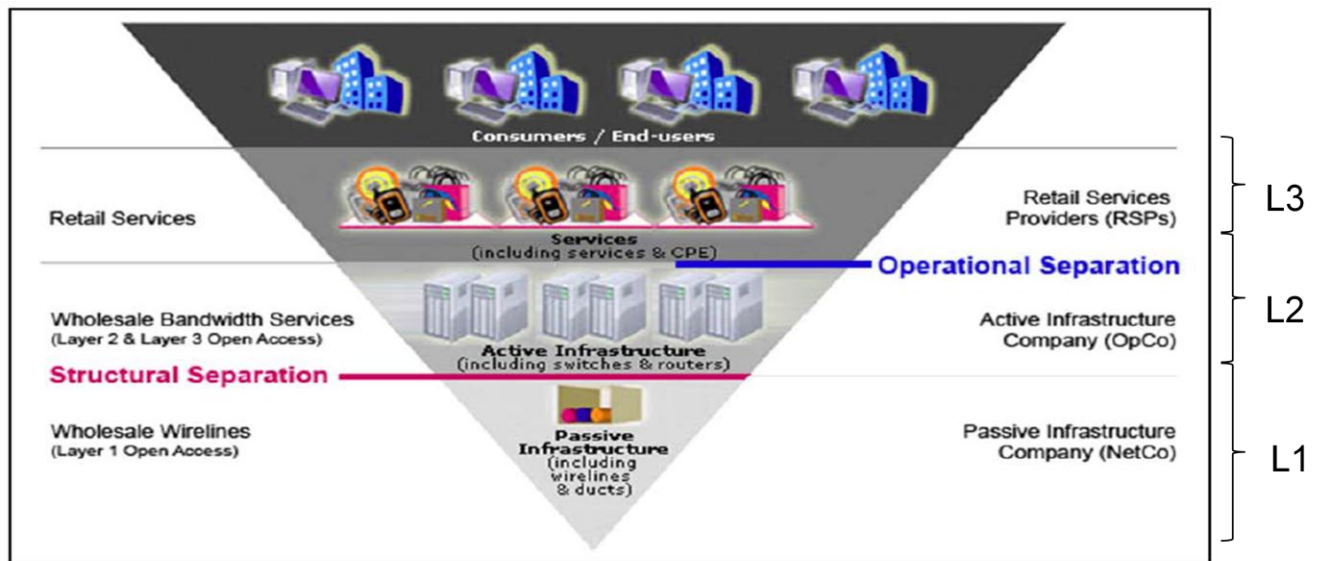 Consumers / End-users
Retail Services
Services
(including services & CPE)
Retail Services
Providers (RSPs)
L3
Operational Separation
Wholesale Bandwidth Services
(Layer 2 & Layer 3 Open Access)
Active Infrastructure
(including switches & routers)
Active Infrastructure
Company (OpCo)
L2
Structural Separation
Wholesale Wirelines
(Layer 1 Open Access)
Passive
Infrastructure
(including
wirelines
& ducts)
Passive Infrastructure
Company (NetCo)
L1